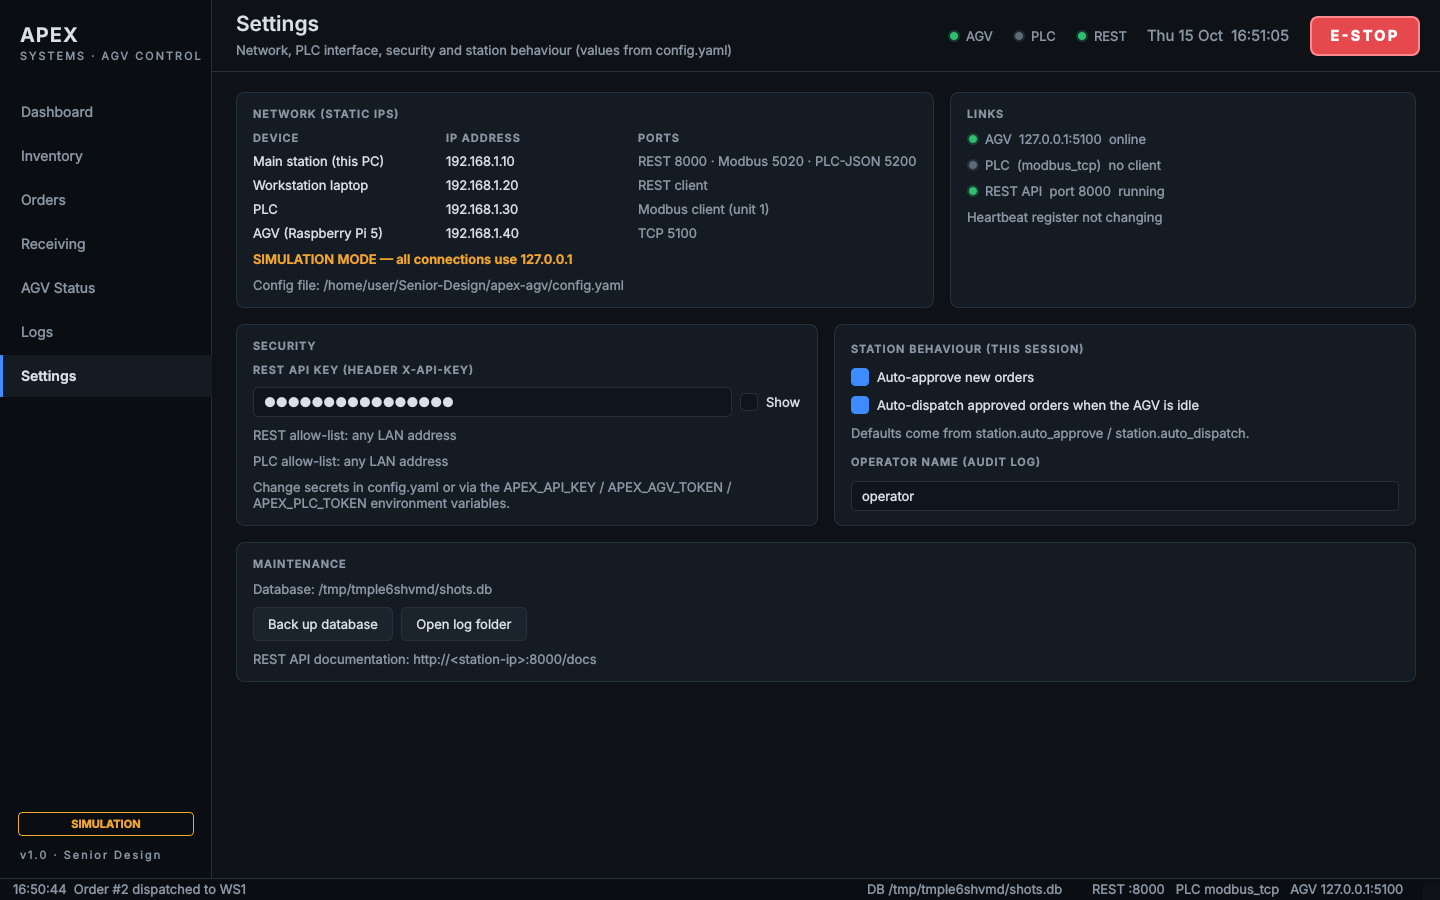 APEX
SYSTEMS · AGV CONTROL
Dashboard
Inventory
Orders
Receiving
AGV Status
Logs
Settings
SIMULATION
v1.0 · Senior Design
Settings
Network, PLC interface, security and station behaviour (values from config.yaml)
AGV PLC REST Thu 15 Oct 16:51:05 E-STOP
NETWORK (STATIC IPS)
DEVICE IP ADDRESS PORTS
Main station (this PC) 192.168.1.10 REST 8000 · Modbus 5020 · PLC-JSON 5200
Workstation laptop 192.168.1.20 REST client
PLC 192.168.1.30 Modbus client (unit 1)
AGV (Raspberry Pi 5) 192.168.1.40 TCP 5100
SIMULATION MODE — all connections use 127.0.0.1
Config file: /home/user/Senior-Design/apex-agv/config.yaml
LINKS
AGV 127.0.0.1:5100 online
PLC (modbus_tcp) no client
REST API port 8000 running
Heartbeat register not changing
SECURITY
REST API KEY (HEADER X-API-KEY)
●●●●●●●●●●●●●●●● Show
REST allow-list: any LAN address
PLC allow-list: any LAN address
Change secrets in config.yaml or via the APEX_API_KEY / APEX_AGV_TOKEN /
APEX_PLC_TOKEN environment variables.
STATION BEHAVIOUR (THIS SESSION)
Auto-approve new orders
Auto-dispatch approved orders when the AGV is idle
Defaults come from station.auto_approve / station.auto_dispatch.
OPERATOR NAME (AUDIT LOG)
operator
MAINTENANCE
Database: /tmp/tmple6shvmd/shots.db
Back up database Open log folder
REST API documentation: http://<station-ip>:8000/docs
16:50:44 Order #2 dispatched to WS1 DB /tmp/tmple6shvmd/shots.db REST :8000 PLC modbus_tcp AGV 127.0.0.1:5100